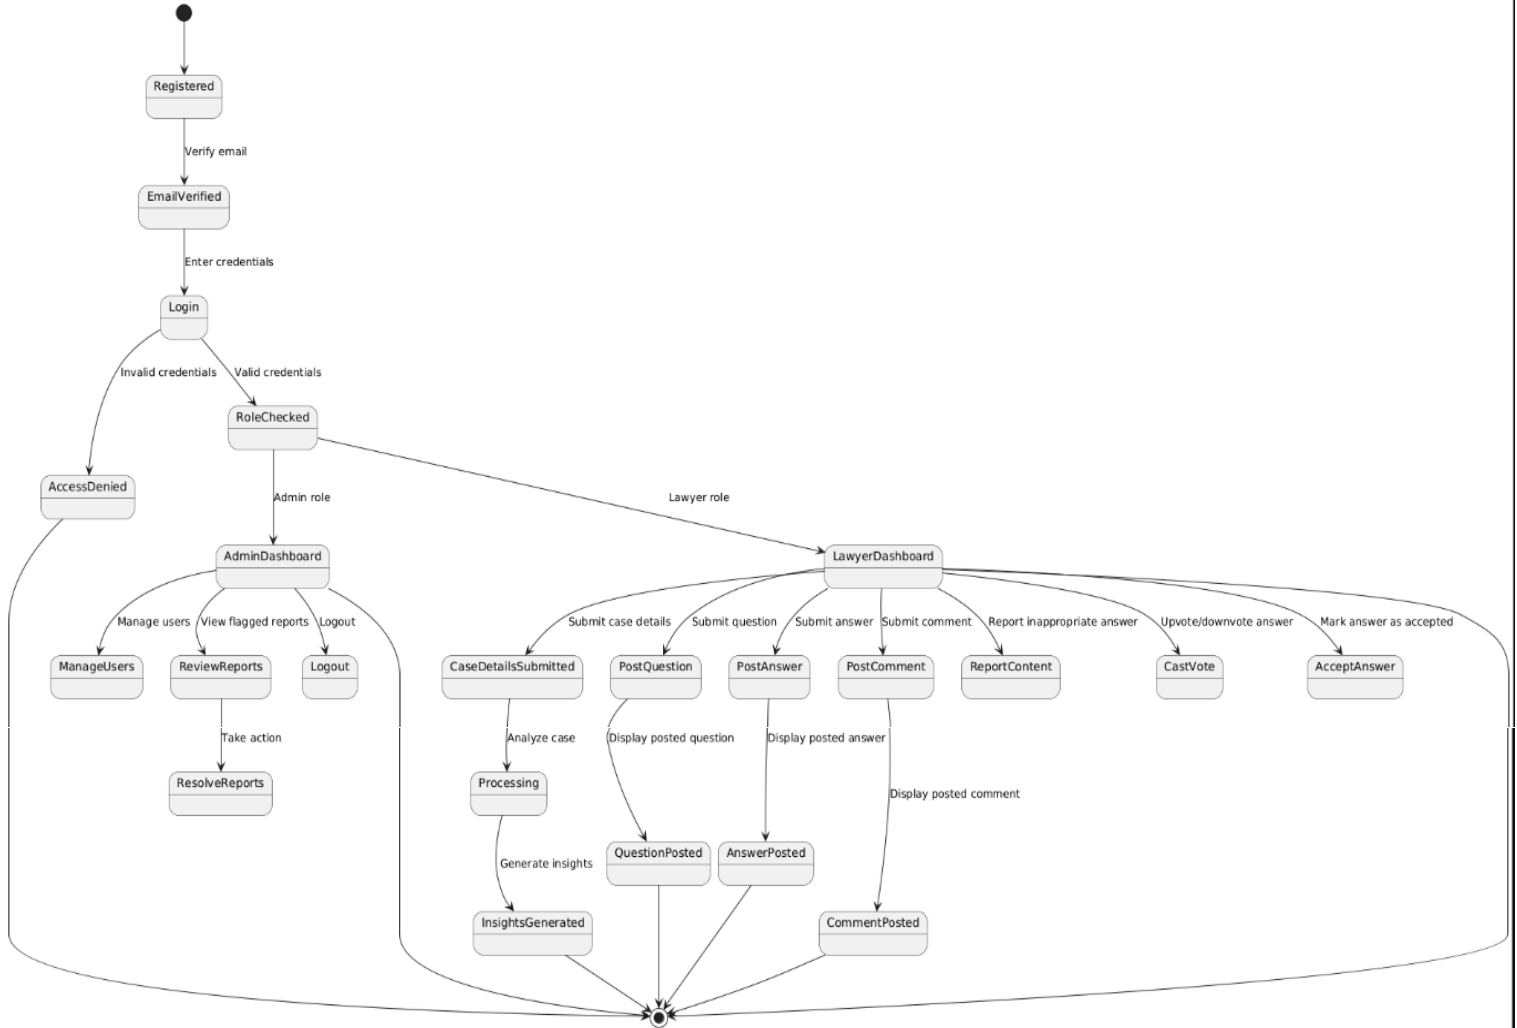 Registered
Verify email
EmailVerified
Enter credentials
Login
Invalid credentials
Valid credentials
RoleChecked
AccessDenied
Admin role
Lawyer role
AdminDashboard
LawyerDashboard
Manage users
View flagged reports
Logout
Submit case details
Submit question
Submit answer
Submit comment
Report inappropriate answer
Upvote/downvote answer
Mark answer as accepted
ManageUsers
ReviewReports
Logout
CaseDetailsSubmitted
PostQuestion
PostAnswer
PostComment
ReportContent
CastVote
AcceptAnswer
Take action
Analyze case
Display posted question
Display posted answer
ResolveReports
Processing
Display posted comment
QuestionPosted
AnswerPosted
Generate insights
InsightsGenerated
CommentPosted